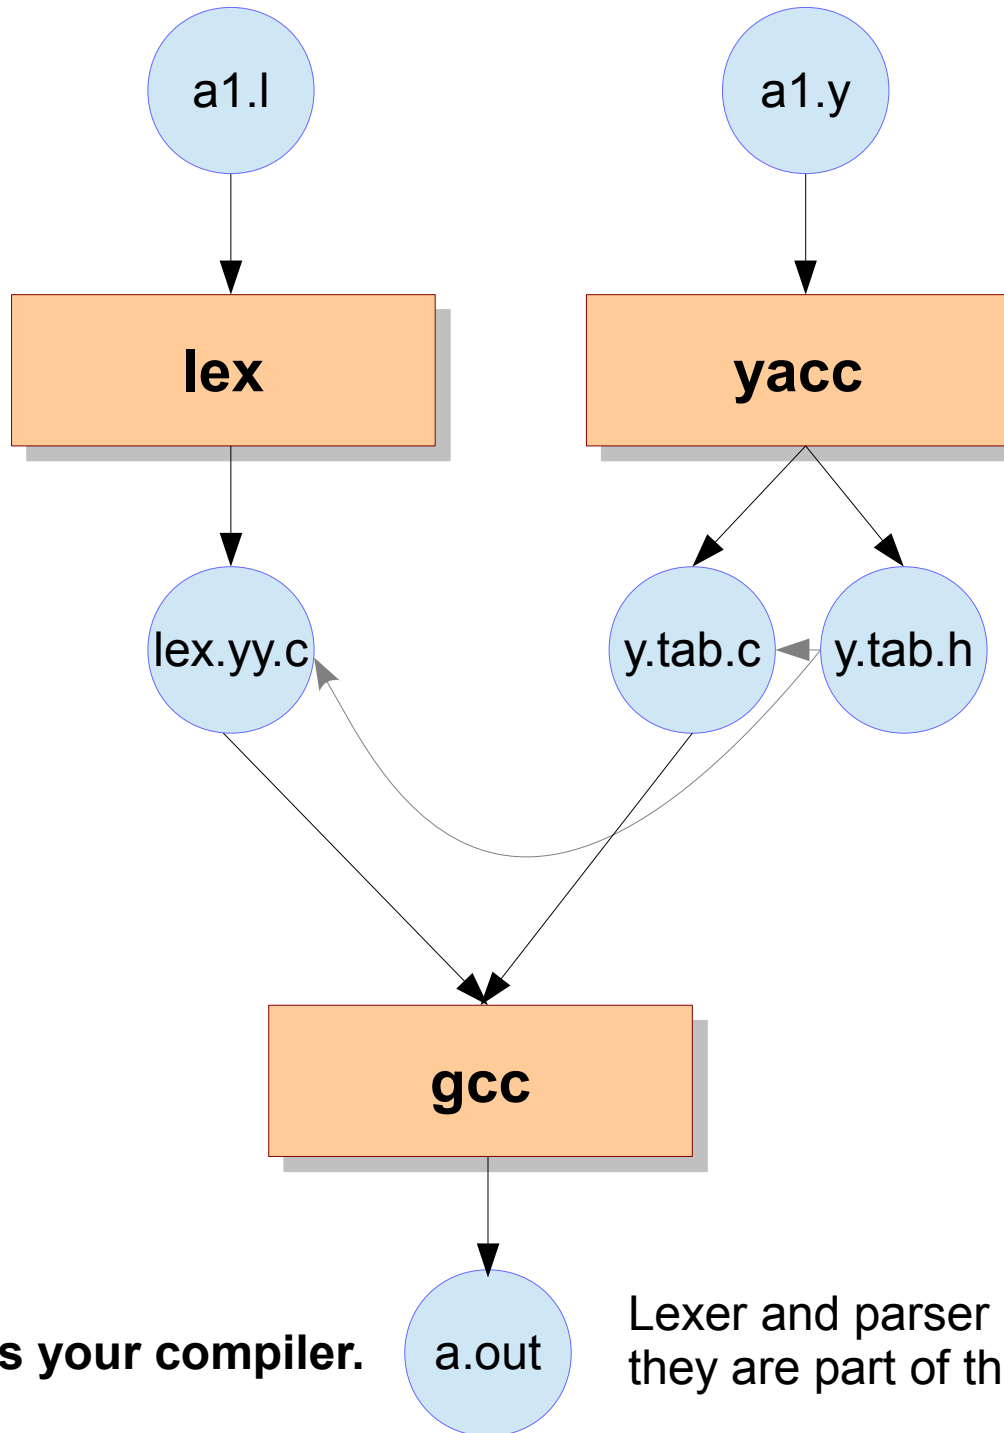 a1.l
a1.y
lex
yacc
lex.yy.c
y.tab.c
y.tab.h
gcc
your compiler.
a.out
Lexer and parser
they are part of